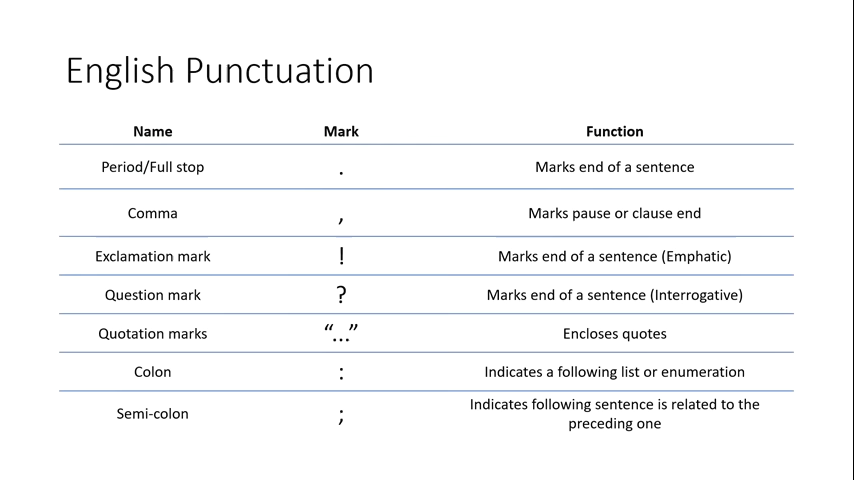 English Punctuation
Name Mark Function
Period/Full stop . Marks end of a sentence
Comma , Marks pause or clause end
Exclamation mark ! Marks end of a sentence (Emphatic)
Question mark ? Marks end of a sentence (Interrogative)
Quotation marks “…” Encloses quotes
Colon : Indicates a following list or enumeration
Semi-colon ; Indicates following sentence is related to the
preceding one